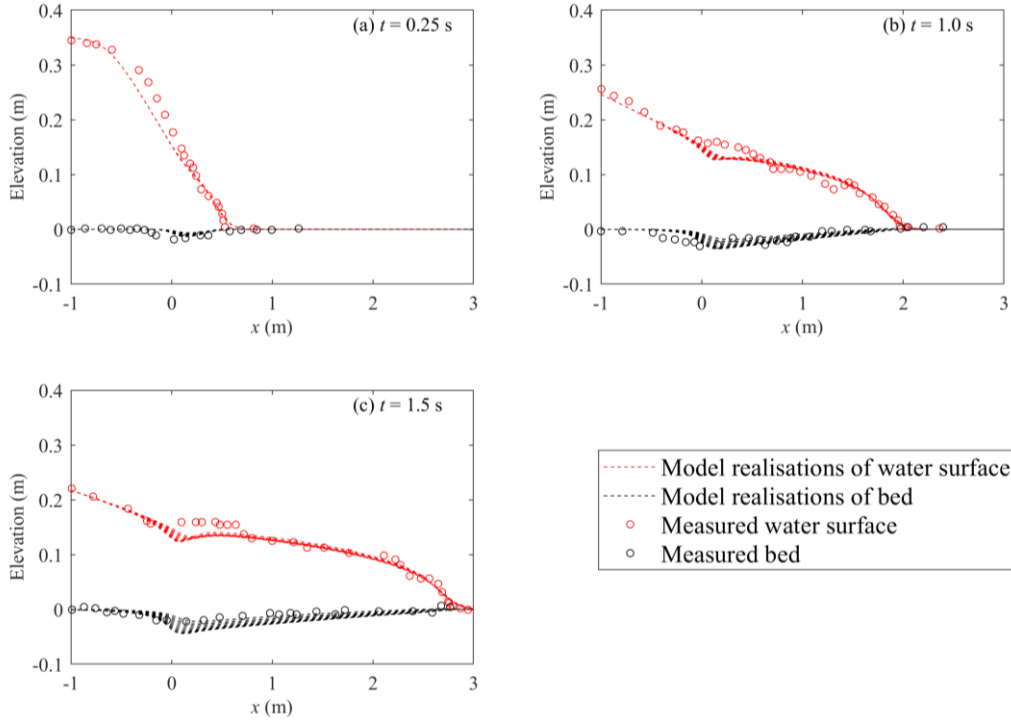 (a) t = 0.25 s
0.4
0.3
0.2
0.1
0
-0.1
Elevation (m)
-1 0 1 2 3
x (m)
(b) t = 1.0 s
0.4
0.3
0.2
0.1
0
-0.1
Elevation (m)
-1 0 1 2 3
x (m)
(c) t = 1.5 s
0.4
0.3
0.2
0.1
0
-0.1
Elevation (m)
-1 0 1 2 3
x (m)
Model realisations of water surface
Model realisations of bed
Measured water surface
Measured bed